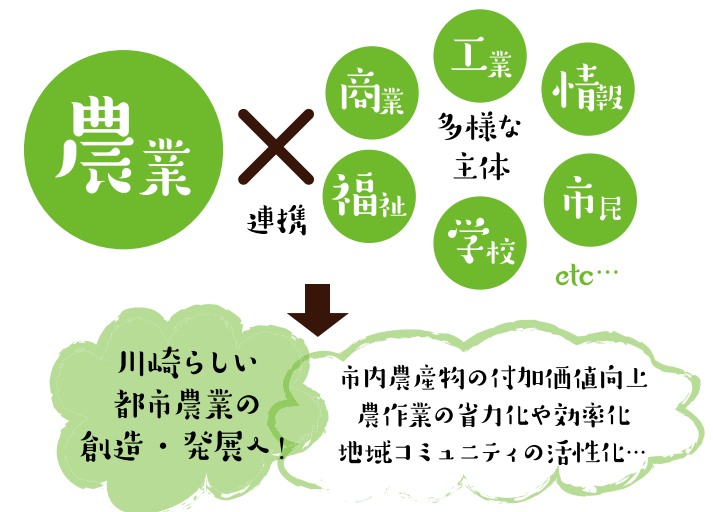 農業
連携
商業
工業
情報
多様な
主体
福祉
学校
市民
etc…
川崎らしい
都市農業の
創造・発展へ!
市内農産物の付加価値向上
農作業の省力化や効率化
地域コミュニティの活性化…